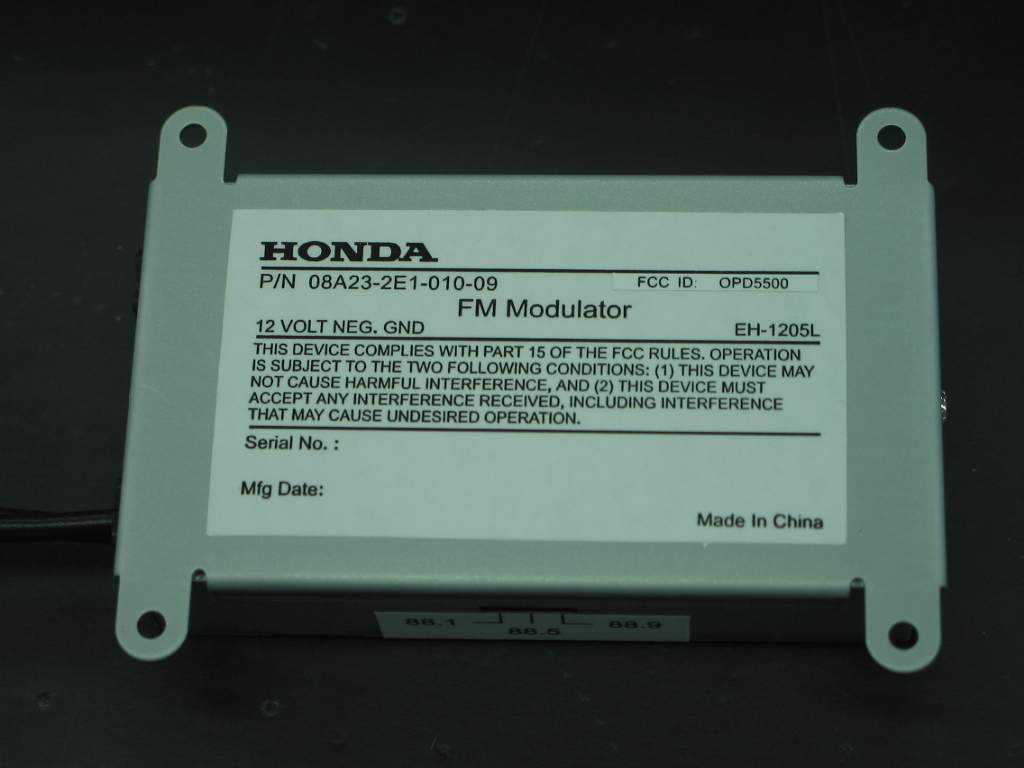 HONDA
P/N 08A23-2E1-010-09 FCC ID: OPD5500
FM Modulator
12 VOLT NEG. GND EH-1205L
THIS DEVICE COMPLIES WITH PART 15 OF THE FCC RULES. OPERATION
IS SUBJECT TO THE TWO FOLLOWING CONDITIONS: (1) THIS DEVICE MAY
NOT CAUSE HARMFUL INTERFERENCE, AND (2) THIS DEVICE MUST
ACCEPT ANY INTERFERENCE RECEIVED, INCLUDING INTERFERENCE
THAT MAY CAUSE UNDESIRED OPERATION.
Serial No. :
Mfg Date:
Made In China
88.1 88.9
88.5